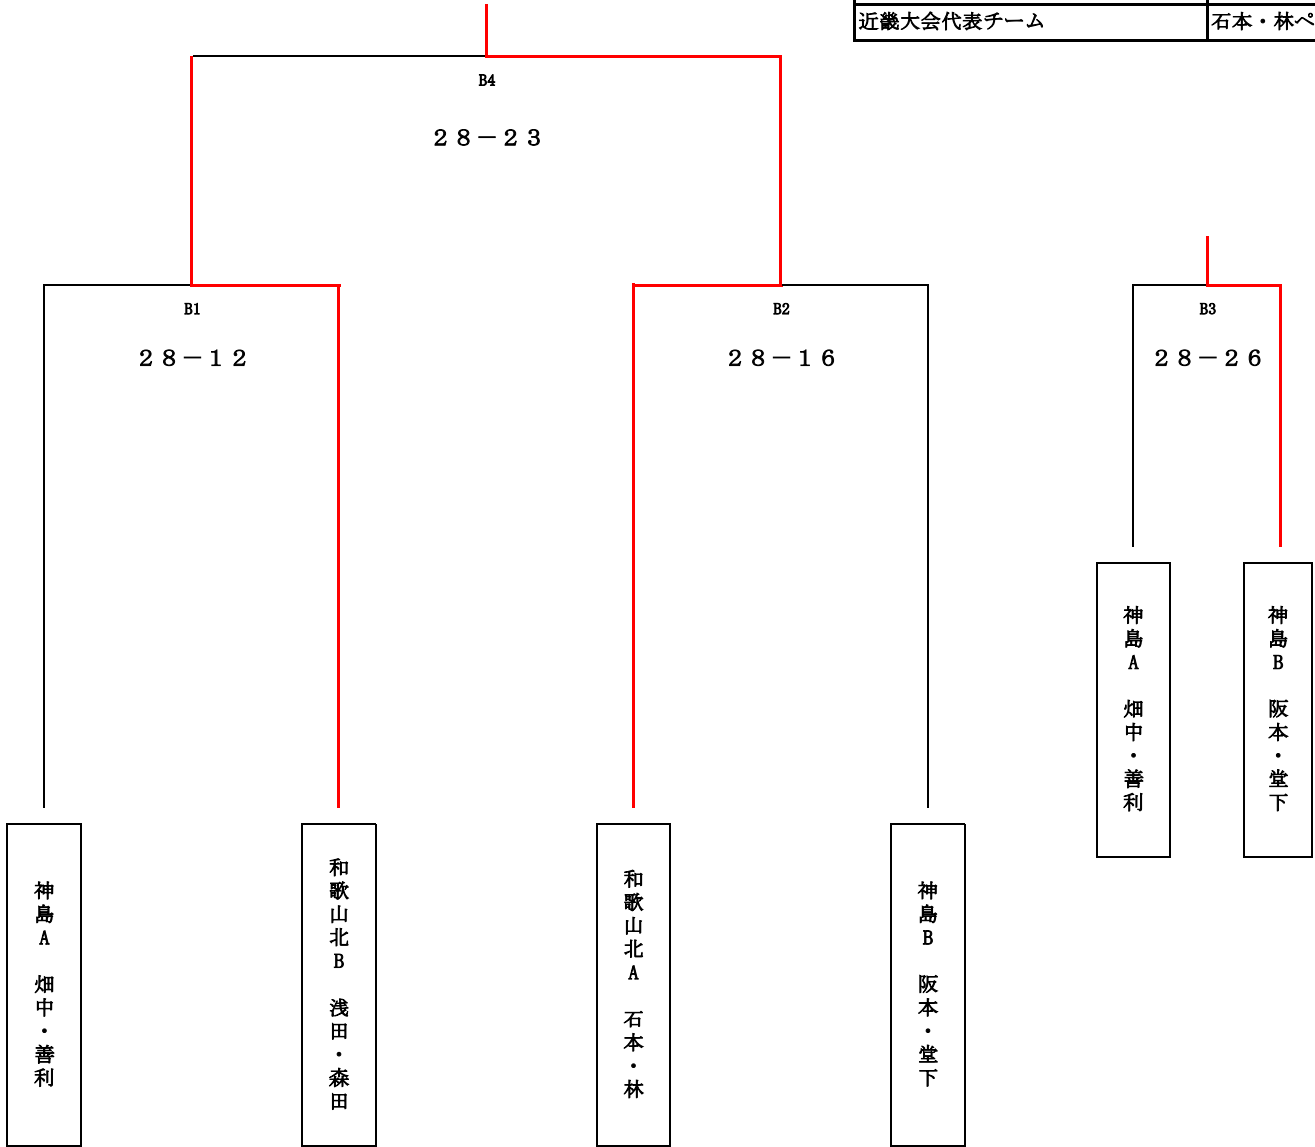 近畿大会代表チーム
石本・林ペ
B4
２８－２３
B1
２８－１２
B2
２８－１６
B3
２８－２６
神島A　畑中・善利
神島B　阪本・堂下
神島A　畑中・善利
和歌山北B　浅田・森田
和歌山北A　石本・林
神島B　阪本・堂下